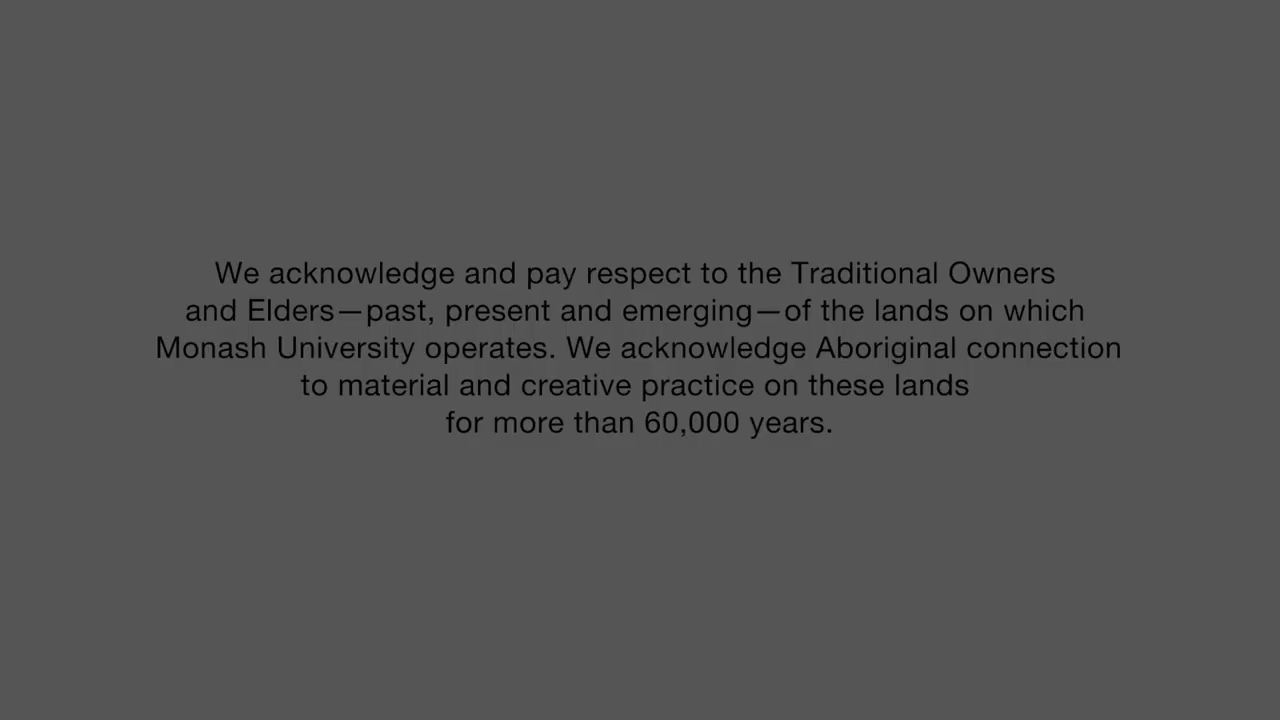 We acknowledge and pay respect to the Traditional Owners
and Elders—past, present and emerging—of the lands on which
Monash University operates. We acknowledge Aboriginal connection
to material and creative practice on these lands
for more than 60,000 years.